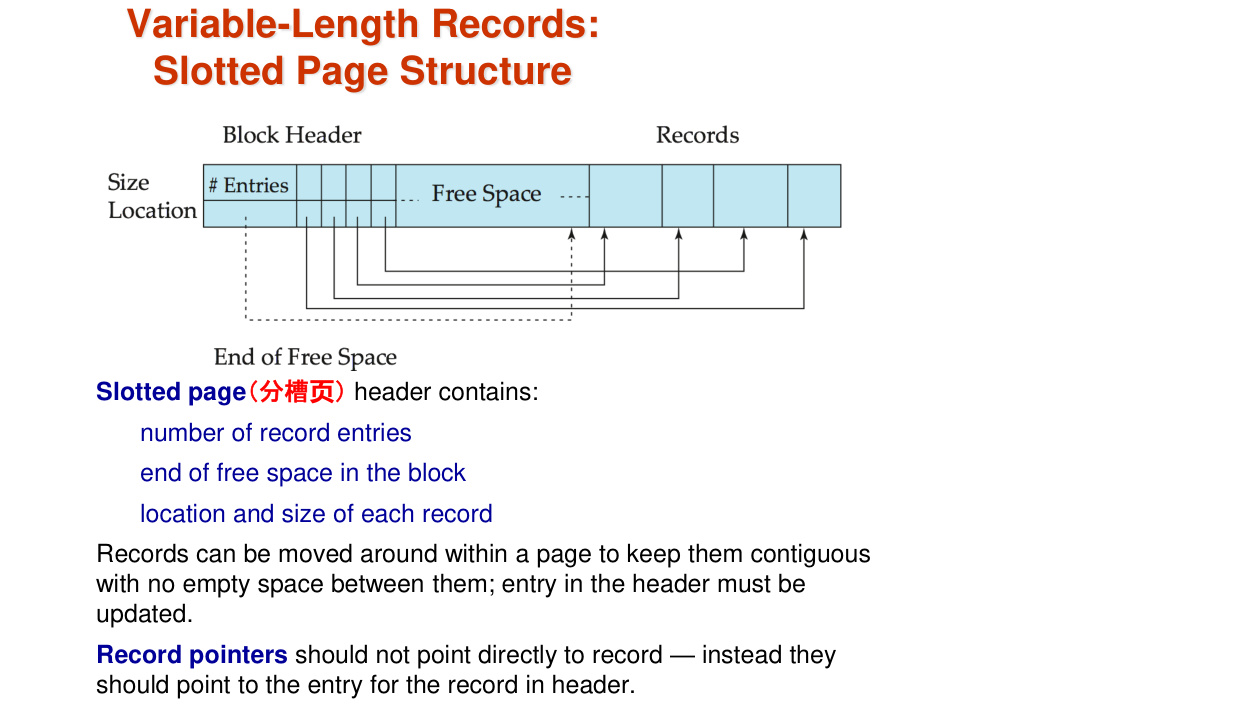 Variable-Length Records:
Slotted Page Structure
Block Header
Records
Size
Location
# Entries
Free Space
End of Free Space
Slotted page（分槽页） header contains:
number of record entries
end of free space in the block
location and size of each record
Records can be moved around within a page to keep them contiguous
with no empty space between them; entry in the header must be
updated.
Record pointers should not point directly to record — instead they
should point to the entry for the record in header.